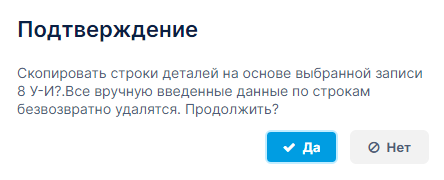 Подтверждение
Скопировать строки деталей на основе выбранной записи
8 У-И?.Все вручную введенные данные по строкам
безвозвратно удалятся. Продолжить?
Да
Нет